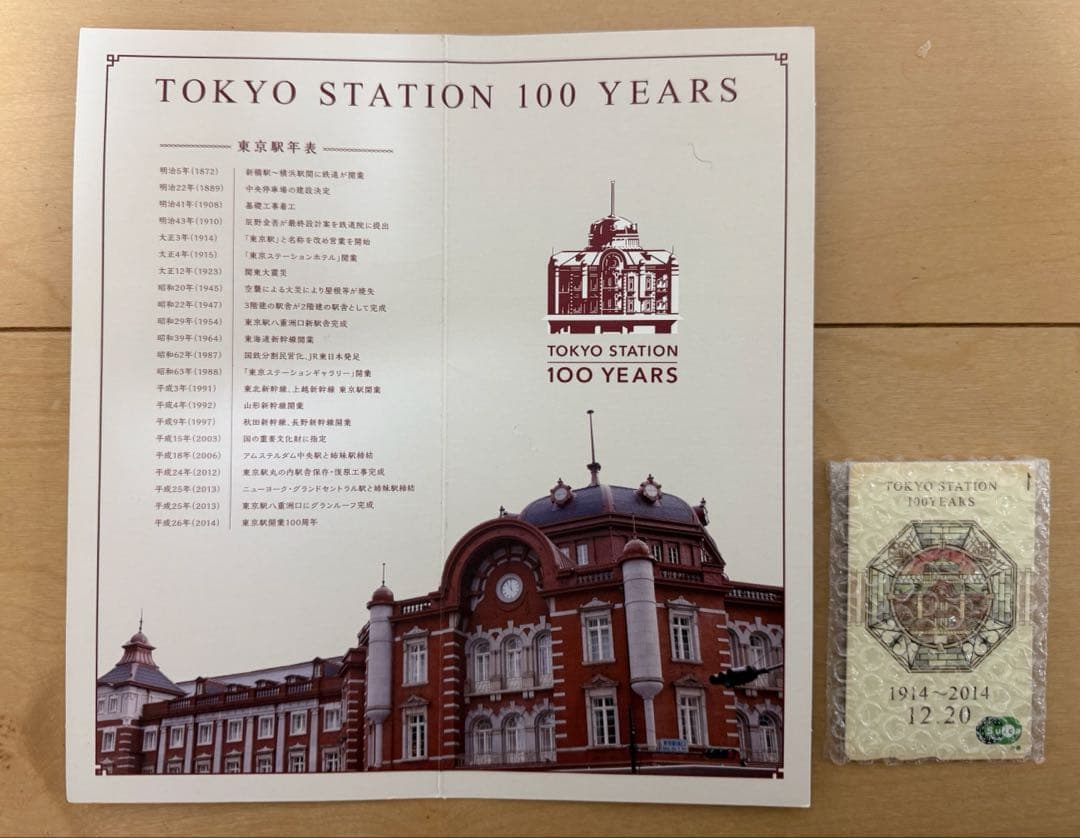 TOKYO STATION 100 YEARS
東京駅年表
明治5年(1872) 新橋駅～横浜駅間に鉄道が開業
明治22年(1889) 中央停車場の建設決定
明治41年(1908) 基礎工事着工
明治43年(1910) 辰野金吾が最終設計案を鉄道院に提出
大正3年(1914) 「東京駅」と名称を改め営業を開始
大正4年(1915) 「東京ステーションホテル」開業
大正12年(1923) 関東大震災
昭和20年(1945) 空襲による火災により屋根等が焼失
昭和22年(1947) 3階建の駅舎が2階建の駅舎として完成
昭和29年(1954) 東京駅八重洲口新駅舎完成
昭和39年(1964) 東海道新幹線開業
昭和62年(1987) 国鉄分割民営化、JR東日本発足
昭和63年(1988) 「東京ステーションギャラリー」開業
平成3年(1991) 東北新幹線、上越新幹線 東京駅開業
平成4年(1992) 山形新幹線開業
平成9年(1997) 秋田新幹線、長野新幹線開業
平成15年(2003) 国の重要文化財に指定
平成18年(2006) アムステルダム中央駅と姉妹駅締結
平成24年(2012) 東京駅丸の内駅舎保存・復原工事完成
平成25年(2013) ニューヨーク・グランドセントラル駅と姉妹駅締結
平成25年(2013) 東京駅八重洲口にグランルーフ完成
平成26年(2014) 東京駅開業100周年
TOKYO STATION
100 YEARS
TOKYO STATION
100YEARS
1914～2014
12.20
Suica